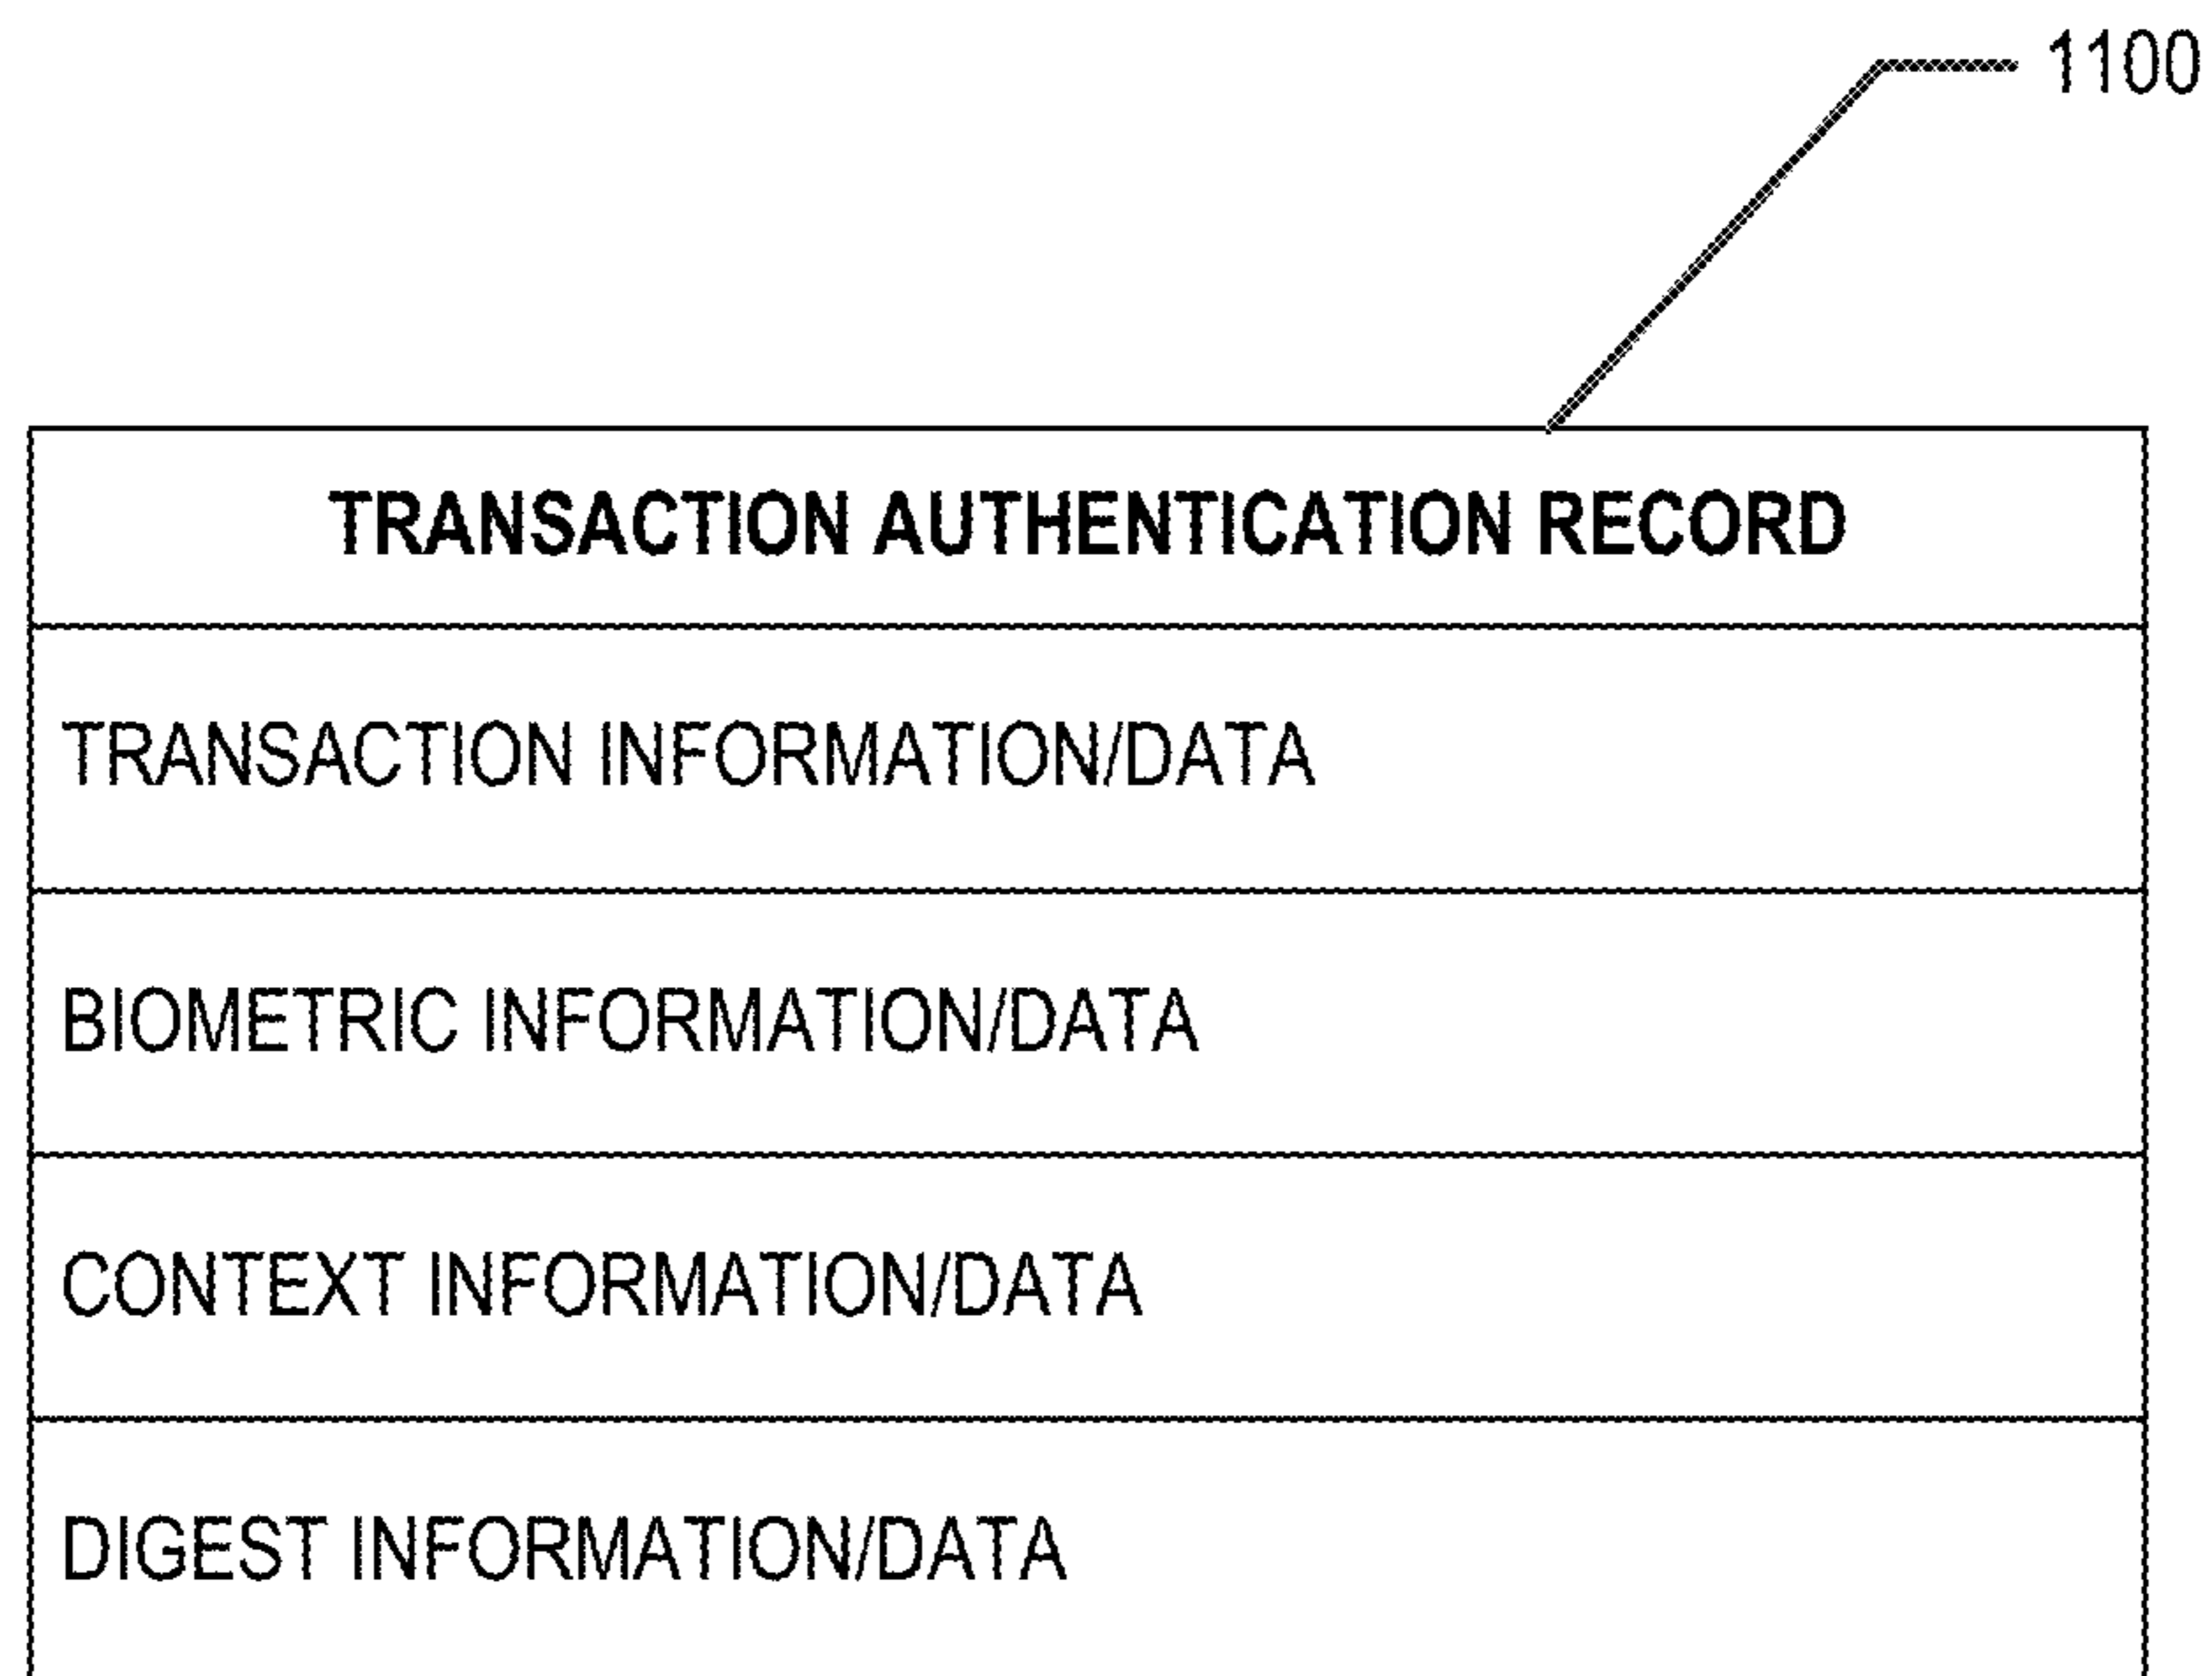 1100
TRANSACTION AUTHENTICATION RECORD
TRANSACTION INFORMATION/DATA
BIOMETRIC INFORMATION/DATA
CONTEXT INFORMATION/DATA
DIGEST INFORMATION/DATA